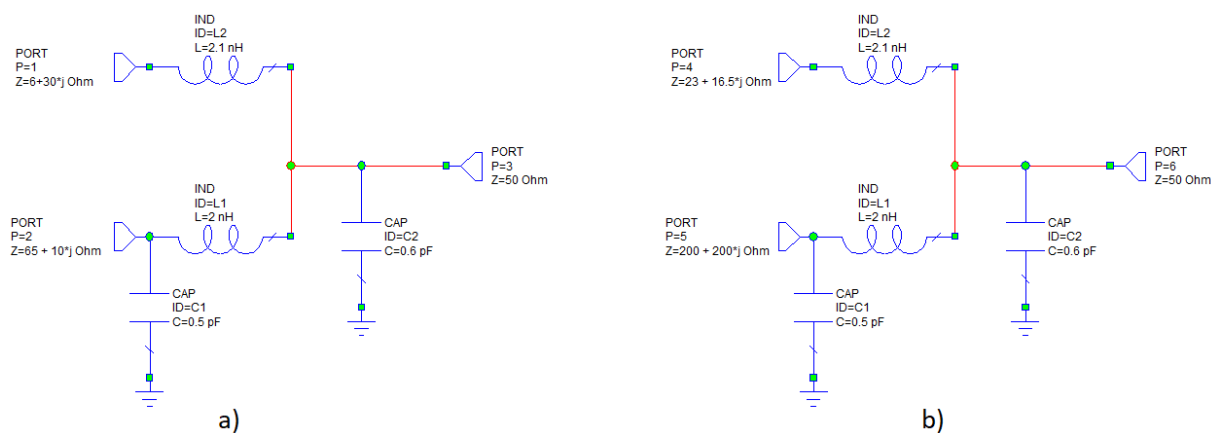 IND
ID=L2
L=2.1 nH
PORT
P=1
Z=6+30*j Ohm
PORT
P=3
Z=50 Ohm
IND
ID=L1
L=2 nH
PORT
P=2
Z=65 + 10*j Ohm
CAP
ID=C2
C=0.6 pF
CAP
ID=C1
C=0.5 pF
a)
IND
ID=L2
L=2.1 nH
PORT
P=4
Z=23 + 16.5*j Ohm
PORT
P=6
Z=50 Ohm
IND
ID=L1
L=2 nH
PORT
P=5
Z=200 + 200*j Ohm
CAP
ID=C2
C=0.6 pF
CAP
ID=C1
C=0.5 pF
b)